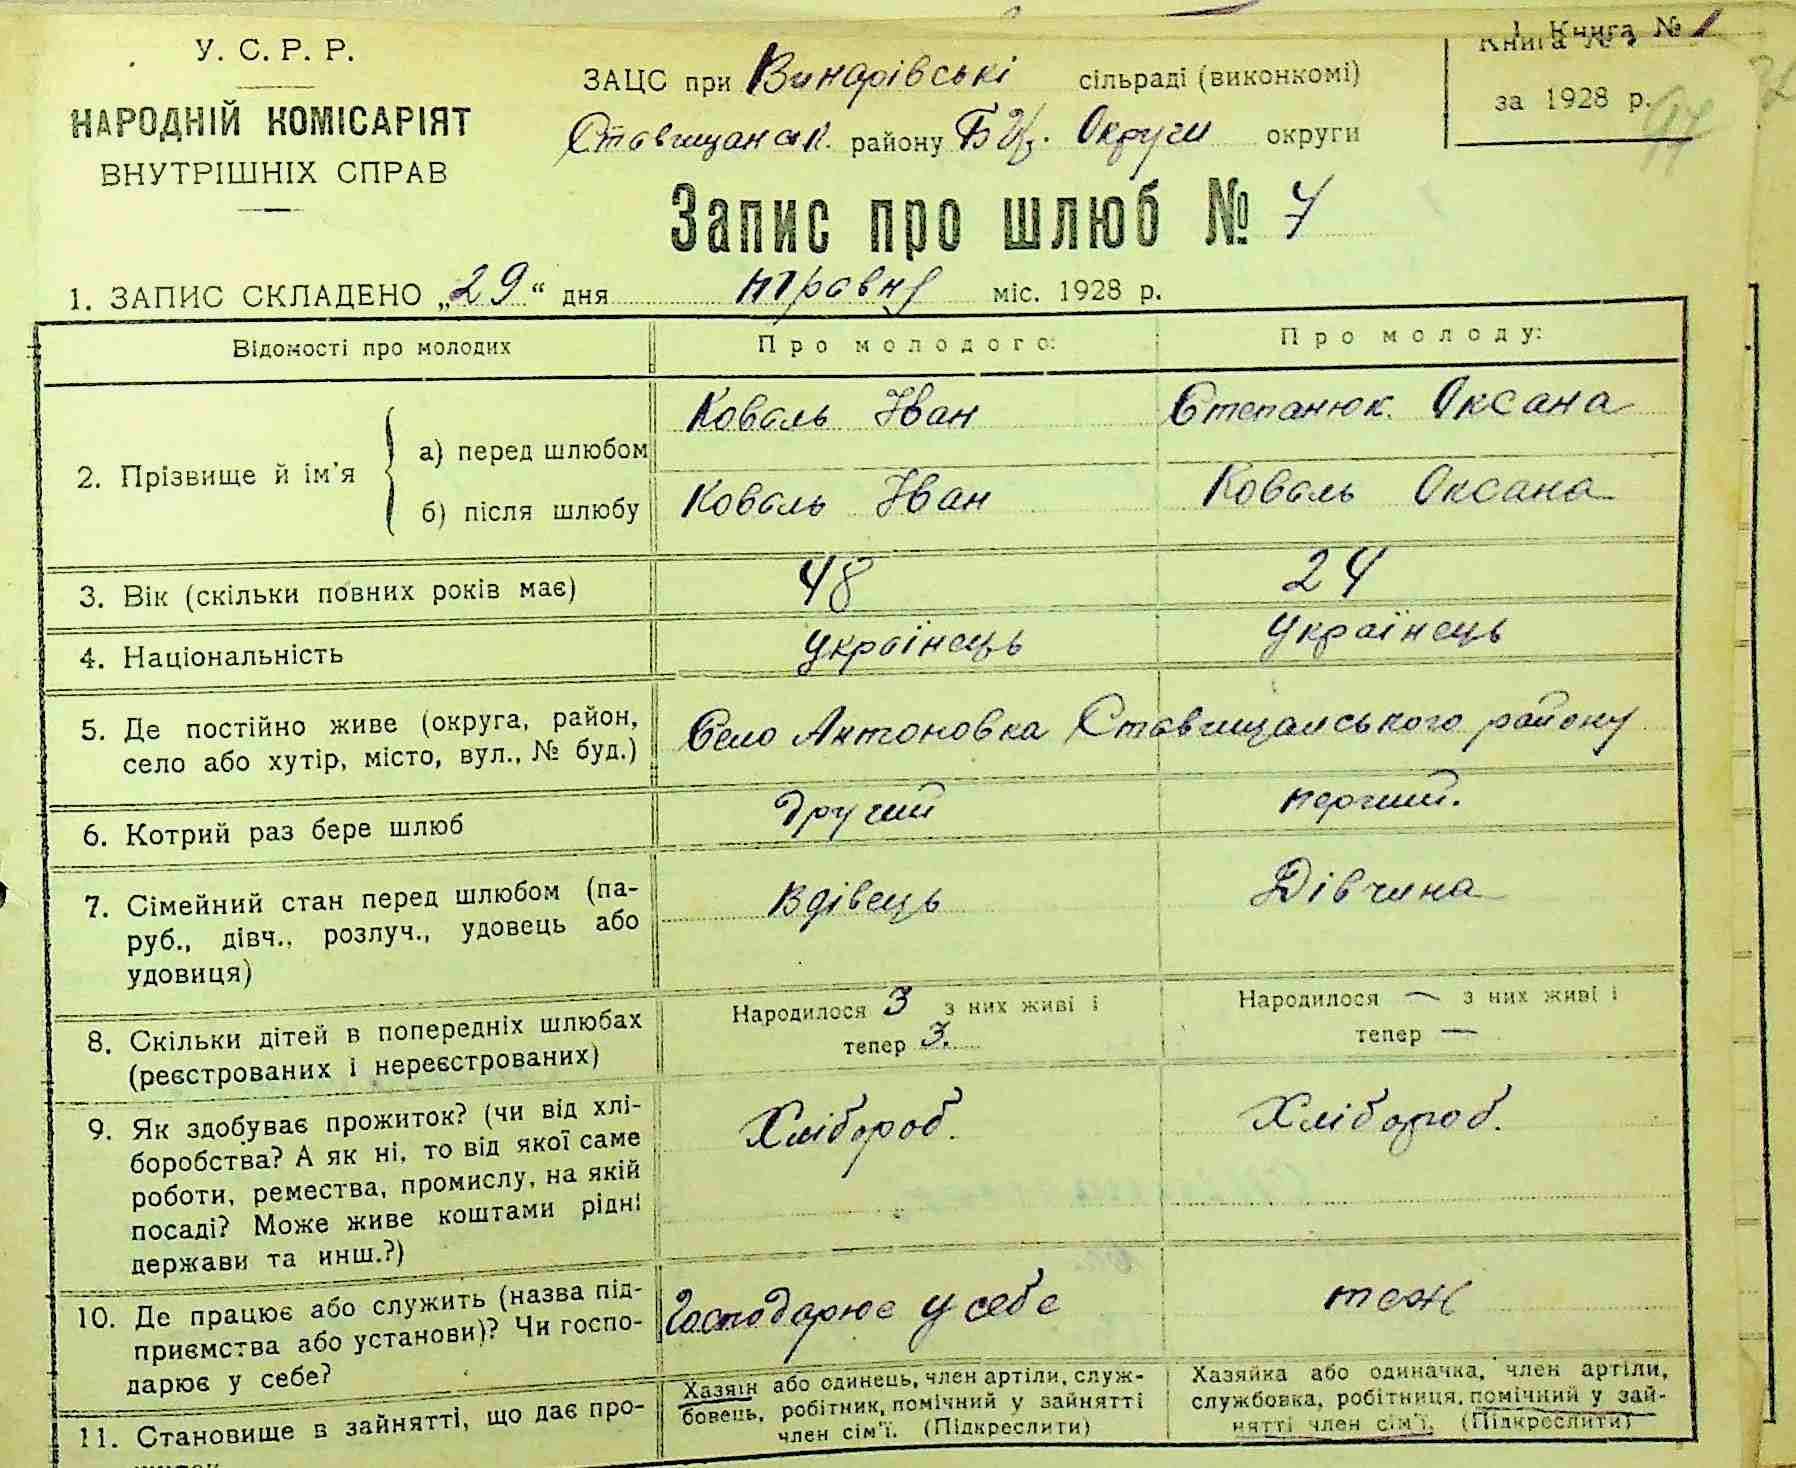 У. С. Р. Р.
НАРОДНІЙ КОМІСАРІЯТ
ВНУТРІШНІХ СПРАВ
ЗАЦС при Винарівські сільраді (виконкомі)
Ставищанськ. району Б Ц. Округи округи
1 Книга № 1
Книга №
за 1928 р.
97
Запис про шлюб № 7
1. ЗАПИС СКЛАДЕНО „29“ дня травня міс. 1928 р.
Відомості про молодих
Про молодого:
Про молоду:
2. Прізвище й ім'я
а) перед шлюбом
Коваль Іван
Степанюк. Оксана
б) після шлюбу
Коваль Іван
Коваль Оксана
3. Вік (скільки повних років має)
48
24
4. Національність
українець
українець
5. Де постійно живе (округа, район,
село або хутір, місто, вул., № буд.)
Село Антоновка Ставищанського району
6. Котрий раз бере шлюб
другий
перший.
7. Сімейний стан перед шлюбом (па-
руб., дівч., розлуч., удовець або
удовиця)
Вдівець
Дівчина
8. Скільки дітей в попередніх шлюбах
(реєстрованих і нереєстрованих)
Народилося 3 з них живі і
тепер 3.
Народилося — з них живі і
тепер —
9. Як здобуває прожиток? (чи від хлі-
боробства? А як ні, то від якої саме
роботи, ремества, промислу, на якій
посаді? Може живе коштами рідні
держави та инш.?)
Хлібороб.
Хлібороб.
10. Де працює або служить (назва під-
приємства або установи)? Чи госпо-
дарює у себе?
Господарює у себе
теж
11. Становище в зайнятті, що дає про-
житок
Хазяїн або одинець, член артіли, служ-
бовець, робітник, помічний у зайнятті
член сім'ї. (Підкреслити)
Хазяйка або одиначка, член артіли,
службовка, робітниця, помічний у зай-
нятті член сім'ї. (Підкреслити)